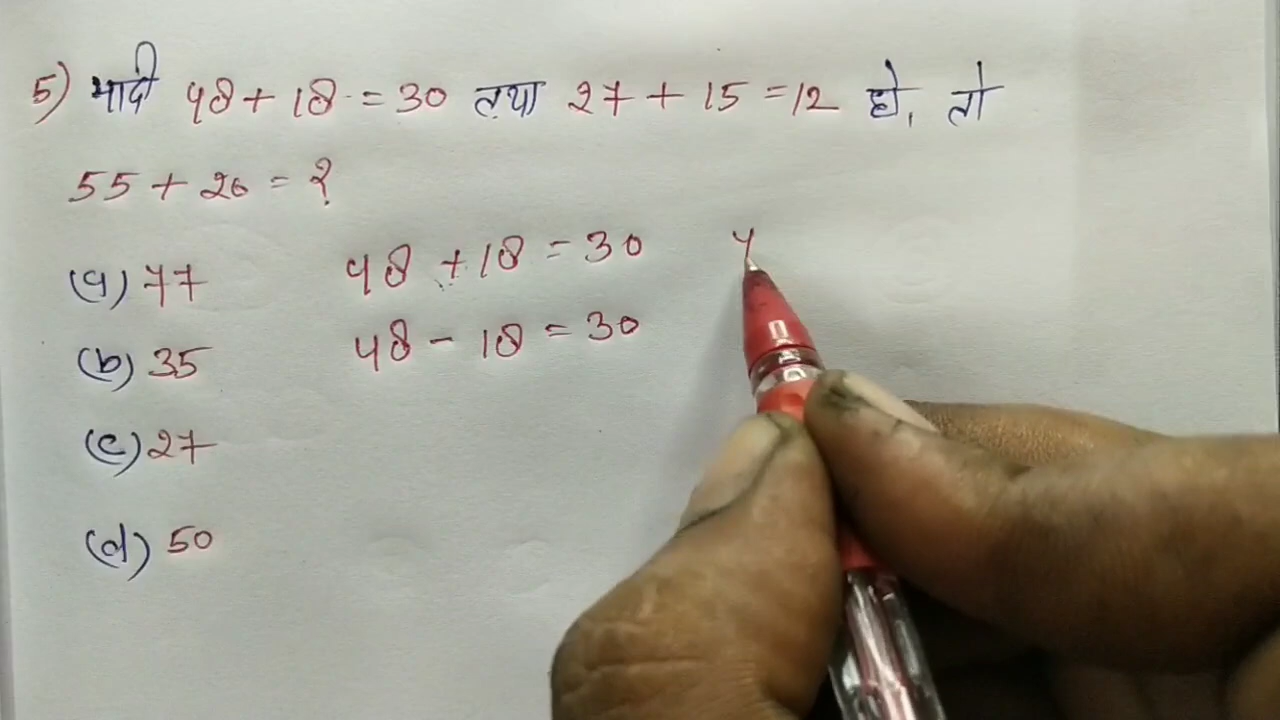 5) यादी 48 + 18 = 30 तथा 27 + 15 = 12 हो, तो
55 + 20 = ?
(a) 77
48 + 18 = 30
(b) 35
48 - 18 = 30
(c) 27
(d) 50